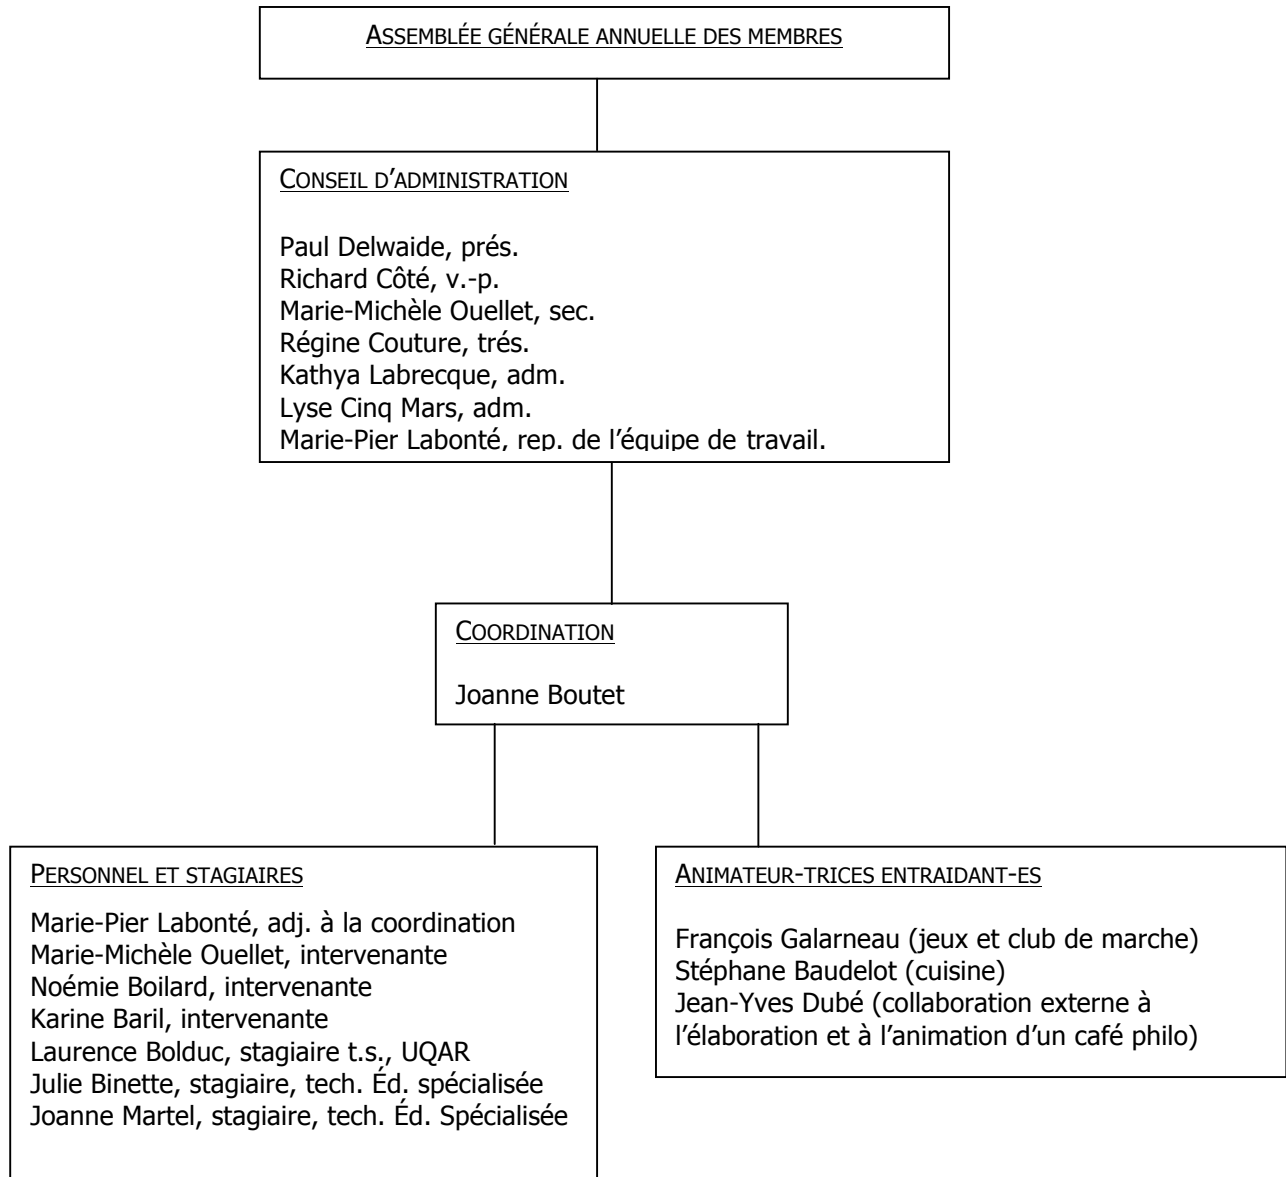 ASSEMBLÉE GÉNÉRALE ANNUELLE DES MEMBRES
CONSEIL D’ADMINISTRATION
Paul Delwaide, prés.
Richard Côté, v.-p.
Marie-Michèle Ouellet, sec.
Régine Couture, trés.
Kathya Labrecque, adm.
Lyse Cinq Mars, adm.
Marie-Pier Labonté, rep. de l’équipe de travail.
COORDINATION
Joanne Boutet
PERSONNEL ET STAGIAIRES
Marie-Pier Labonté, adj. à la coordination
Marie-Michèle Ouellet, intervenante
Noémie Boilard, intervenante
Karine Baril, intervenante
Laurence Bolduc, stagiaire t.s., UQAR
Julie Binette, stagiaire, tech. Éd. spécialisée
Joanne Martel, stagiaire, tech. Éd. Spécialisée
ANIMATEUR-TRICES ENTRAIDANT-ES
François Galarneau (jeux et club de marche)
Stéphane Baudelot (cuisine)
Jean-Yves Dubé (collaboration externe à
l’élaboration et à l’animation d’un café philo)